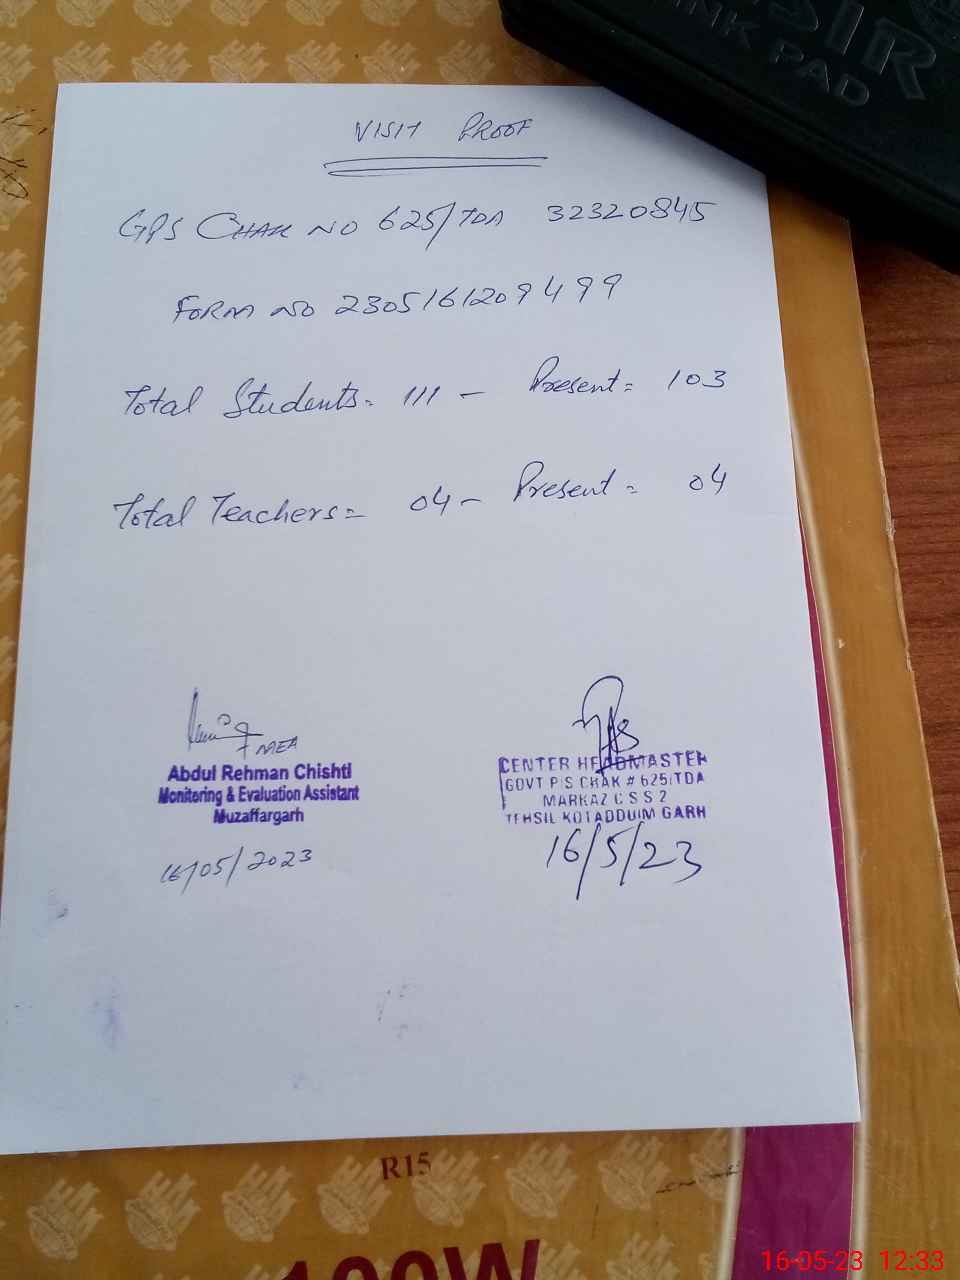 SIR
INK PAD
VISIT PROOF
GPS CHAK NO 625/TDA 32320845
FORM NO 2305161209499
Total Students = 111 - Present = 103
Total Teachers = 04 - Present = 04
MEA
Abdul Rehman Chishti
Monitoring & Evaluation Assistant
Muzaffargarh
16/05/2023
CENTER HEADMASTER
GOVT P/S CHAK # 625/TDA
MARKAZ C S S 2
TEHSIL KOTADDUIM GARH
16/5/23
R15
100W
16-05-23 12:33